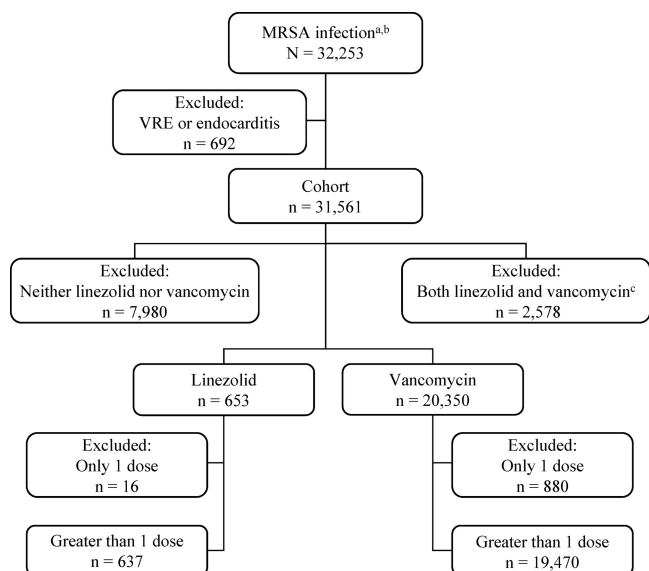 MRSA infectionᵃ,ᵇ
N = 32,253
Excluded:
VRE or endocarditis
n = 692
Cohort
n = 31,561
Excluded:
Neither linezolid nor vancomycin
n = 7,980
Excluded:
Both linezolid and vancomycinᶜ
n = 2,578
Linezolid
n = 653
Vancomycin
n = 20,350
Excluded:
Only 1 dose
n = 16
Excluded:
Only 1 dose
n = 880
Greater than 1 dose
n = 637
Greater than 1 dose
n = 19,470